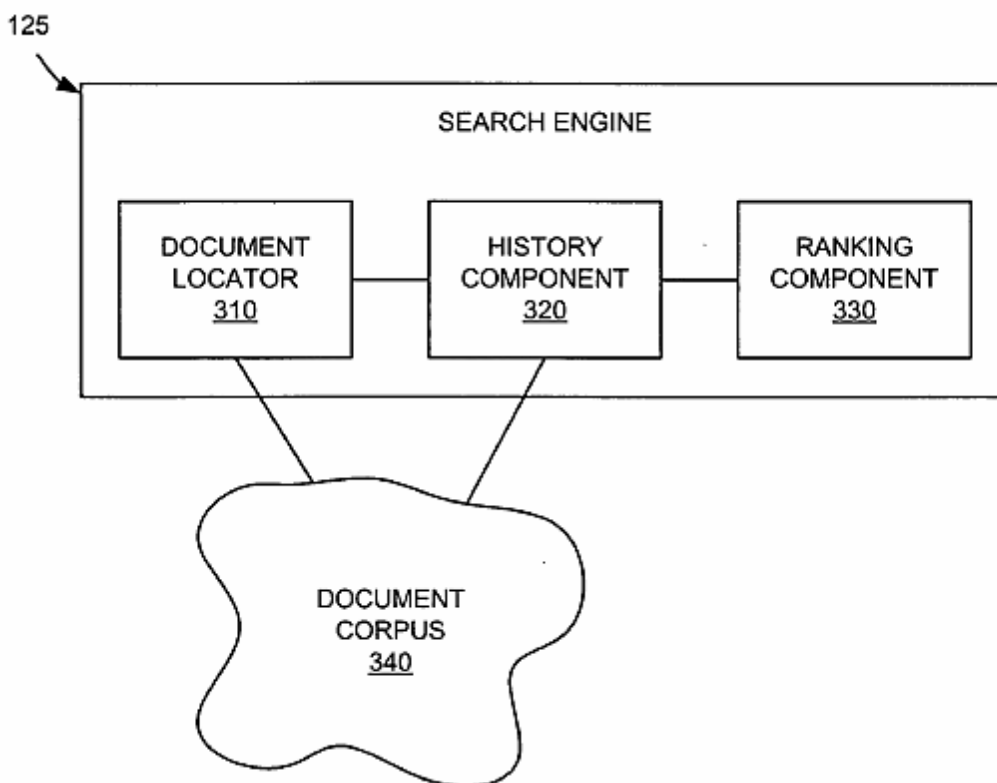 125
SEARCH ENGINE
DOCUMENT
LOCATOR
310
HISTORY
COMPONENT
320
RANKING
COMPONENT
330
DOCUMENT
CORPUS
340